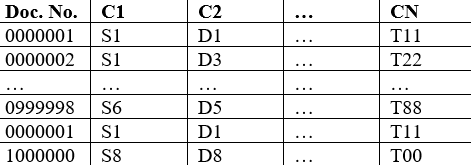 Doc. No. C1 C2 … CN
0000001 S1 D1 … T11
0000002 S1 D3 … T22
… … … … …
0999998 S6 D5 … T88
0000001 S1 D1 … T11
1000000 S8 D8 … T00